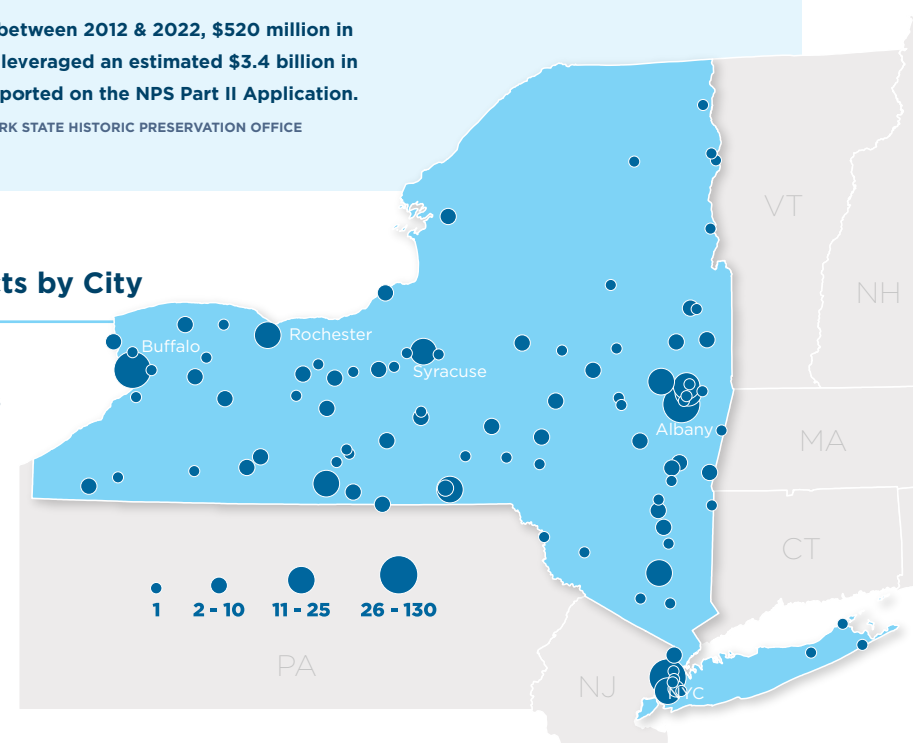 between 2012 & 2022, $520 million in
leveraged an estimated $3.4 billion in
ported on the NPS Part II Application.
RK STATE HISTORIC PRESERVATION OFFICE
ts by City
VT
NH
Rochester
Buffalo
Syracuse
Albany
MA
CT
1
2 - 10
11 - 25
26 - 130
PA
NJ
NYC